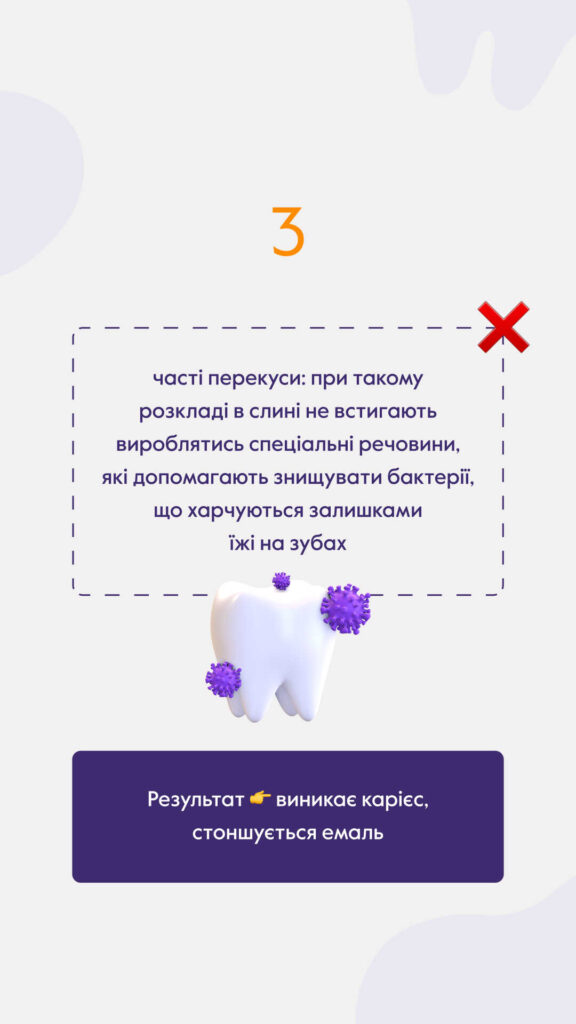 3
часті перекуси: при такому
розкладі в слині не встигають
вироблятись спеціальні речовини,
які допомагають знищувати бактерії,
що харчуються залишками
їжі на зубах
Результат 👉 виникає карієс,
стоншується емаль